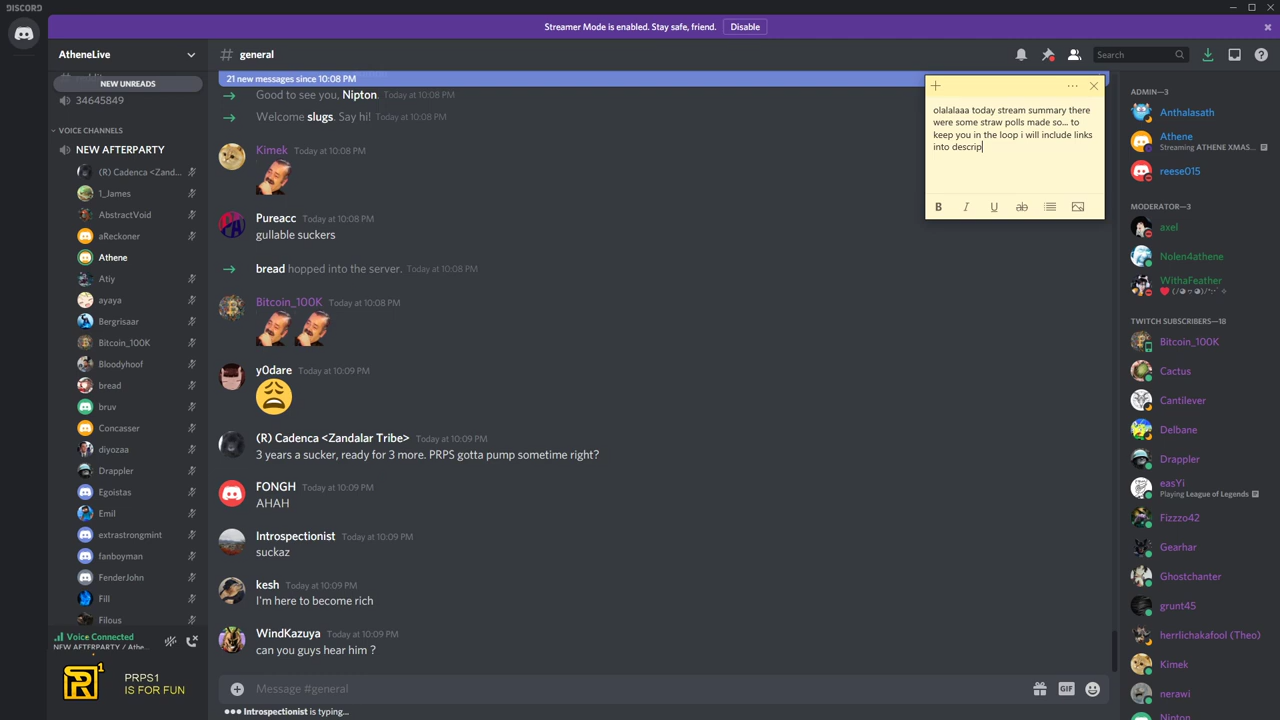 DISCORD
Streamer Mode is enabled. Stay safe, friend. Disable
AtheneLive
NEW UNREADS
34645849
VOICE CHANNELS
NEW AFTERPARTY
(R) Cadenca <Zand...
1_James
AbstractVoid
aReckoner
Athene
Atiy
ayaya
Bergrisaar
Bitcoin_100K
Bloodyhoof
bread
bruv
Concasser
diyozaa
Drappler
Egoistas
Emil
extrastrongmint
fanboyman
FenderJohn
Fill
Filous
Voice Connected
NEW AFTERPARTY / Athe...
PRPS1
IS FOR FUN
# general
Search
21 new messages since 10:08 PM
Good to see you, Nipton. Today at 10:08 PM
Welcome slugs. Say hi! Today at 10:08 PM
Kimek Today at 10:08 PM
Pureacc Today at 10:08 PM
gullable suckers
bread hopped into the server. Today at 10:08 PM
Bitcoin_100K Today at 10:08 PM
y0dare Today at 10:09 PM
(R) Cadenca <Zandalar Tribe> Today at 10:09 PM
3 years a sucker, ready for 3 more. PRPS gotta pump sometime right?
FONGH Today at 10:09 PM
AHAH
Introspectionist Today at 10:09 PM
suckaz
kesh Today at 10:09 PM
I'm here to become rich
WindKazuya Today at 10:09 PM
can you guys hear him ?
Message #general
GIF
Introspectionist is typing...
olalalaaa today stream summary there
were some straw polls made so... to
keep you in the loop i will include links
into descrip
B I U ab
ADMIN—3
Anthalasath
Athene
Streaming ATHENE XMAS...
reese015
MODERATOR—3
axel
Nolen4athene
WithaFeather
TWITCH SUBSCRIBERS—18
Bitcoin_100K
Cactus
Cantilever
Delbane
Drappler
easYi
Playing League of Legends
Fizzzo42
Gearhar
Ghostchanter
grunt45
herrlichakafool (Theo)
Kimek
nerawi
Nipton